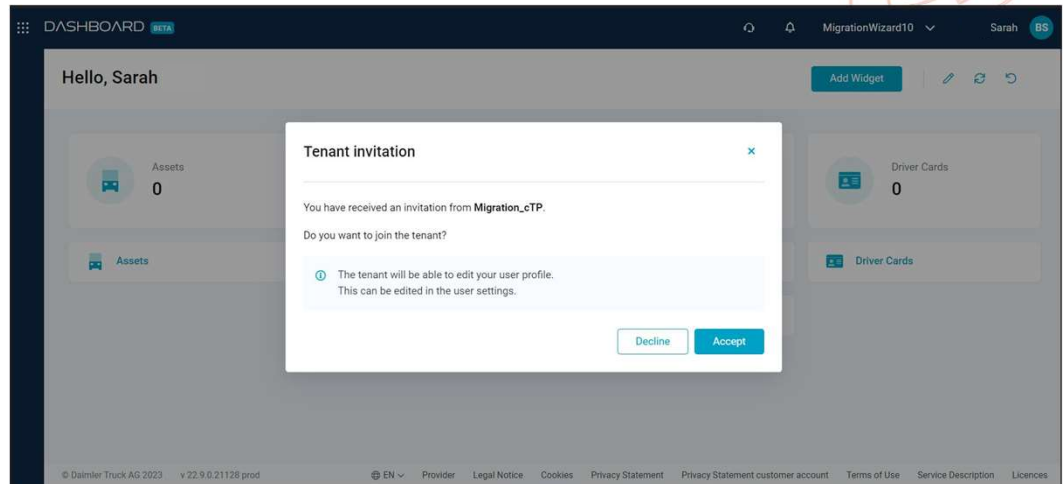 DASHBOARD BETA
MigrationWizard10
Sarah
BS
Hello, Sarah
Add Widget
Tenant invitation
Assets
0
Driver Cards
0
You have received an invitation from Migration_cTP.
Do you want to join the tenant?
Assets
The tenant will be able to edit your user profile.
This can be edited in the user settings.
Driver Cards
Decline
Accept
© Daimler Truck AG 2023
v 22.9.0.21128 prod
EN
Provider
Legal Notice
Cookies
Privacy Statement
Privacy Statement customer account
Terms of Use
Service Description
Licences